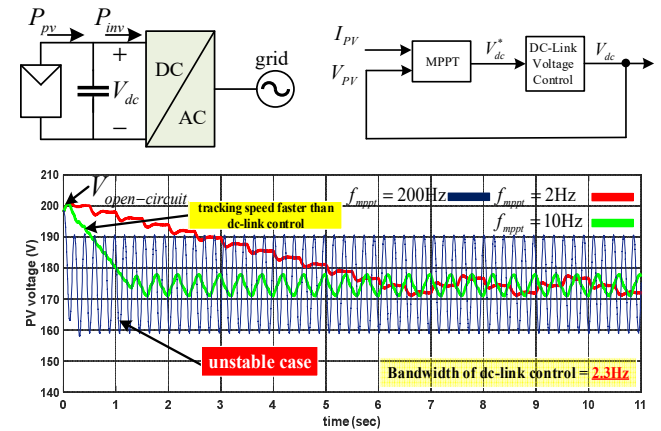 P_pv P_inv
+
DC
AC
V_dc
−
grid
I_PV
V_PV
MPPT
V_dc^*
DC-Link
Voltage
Control
V_dc
210
200
190
180
170
160
150
140
PV voltage (V)
V_open−circuit
tracking speed faster than
dc-link control
f_mppt = 200Hz
f_mppt = 2Hz
f_mppt = 10Hz
unstable case
Bandwidth of dc-link control = 2.3Hz
0 1 2 3 4 5 6 7 8 9 10 11
time (sec)